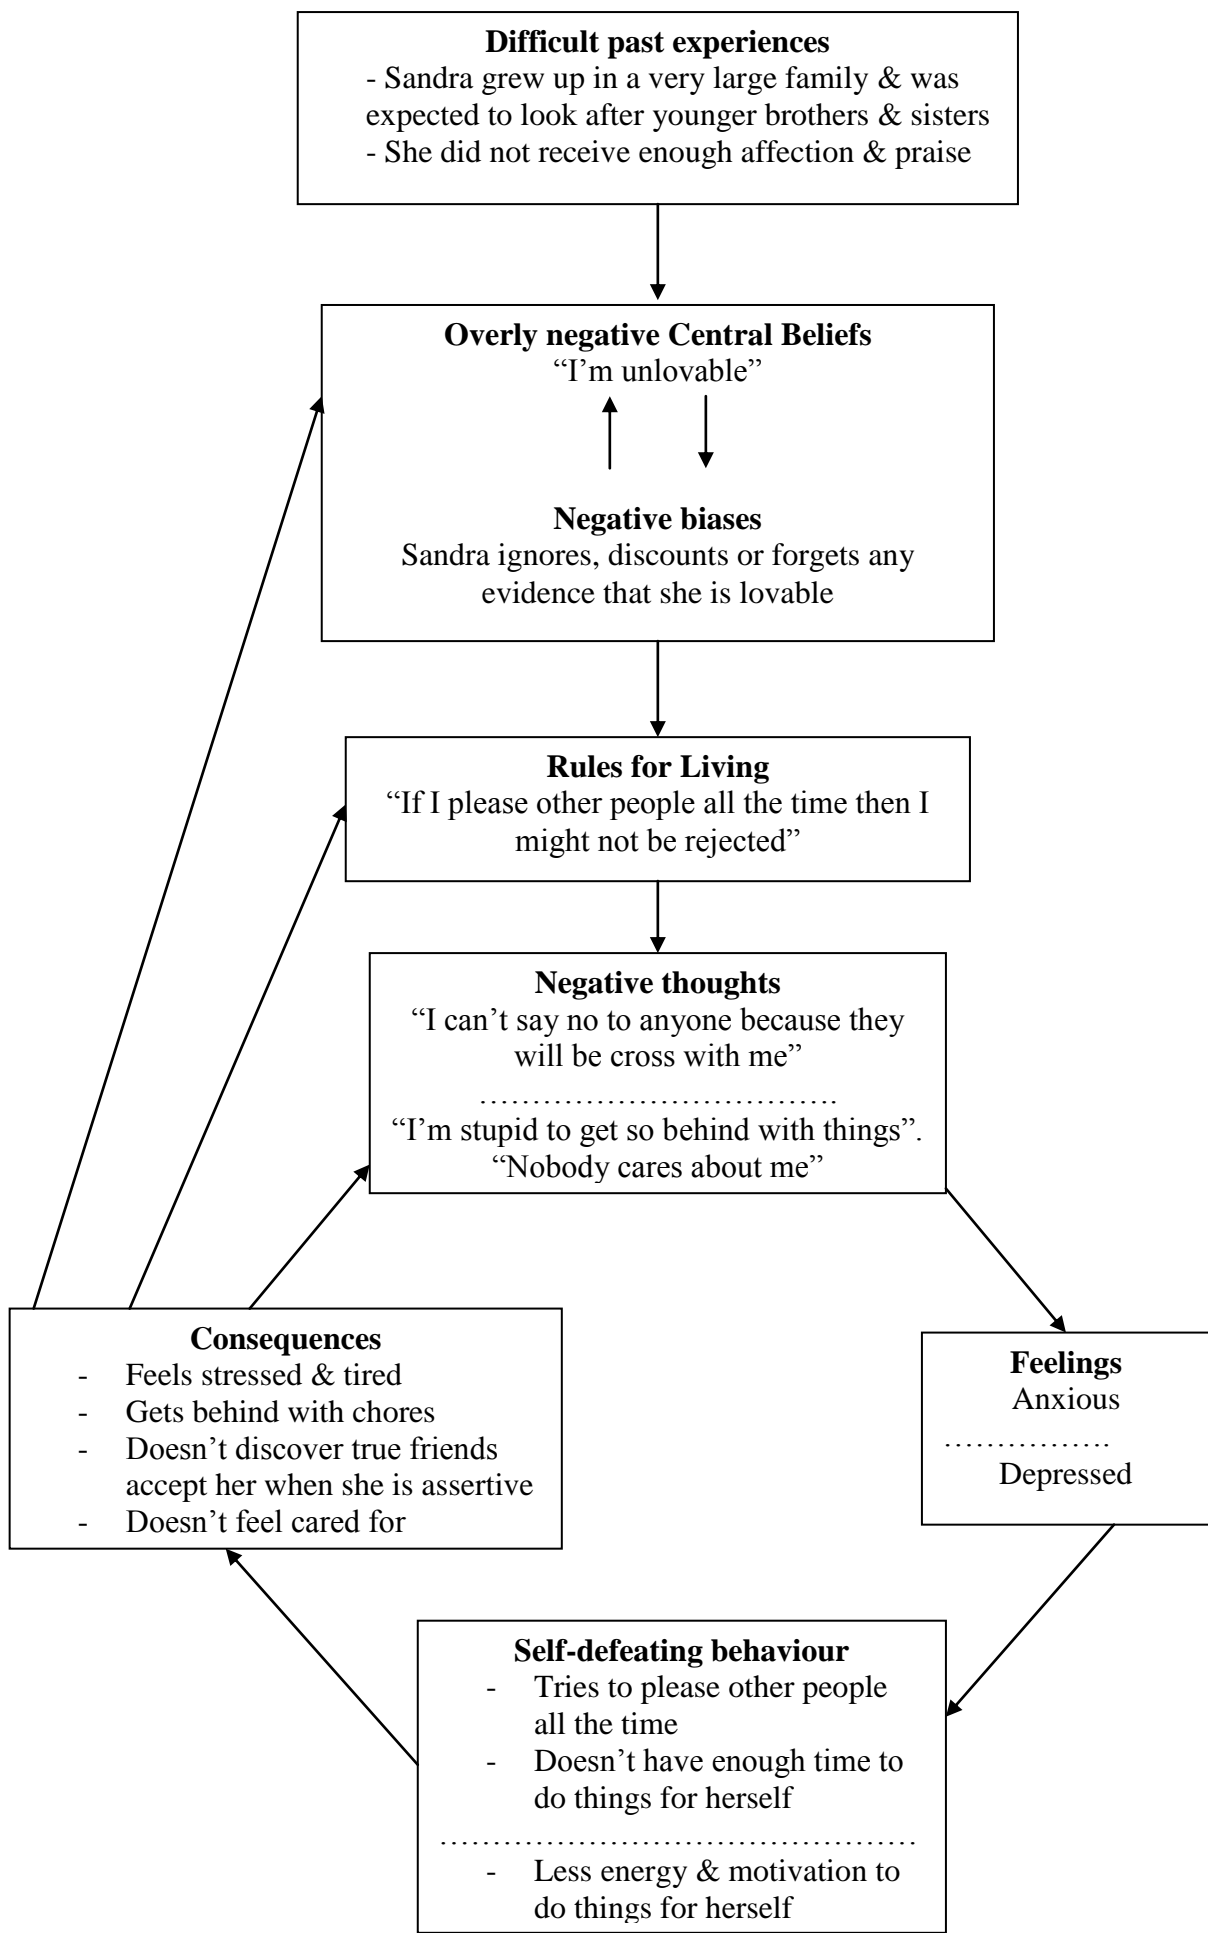 Difficult past experiences
- Sandra grew up in a very large family & was
expected to look after younger brothers & sisters
- She did not receive enough affection & praise
Overly negative Central Beliefs
“I’m unlovable”
Negative biases
Sandra ignores, discounts or forgets any
evidence that she is lovable
Rules for Living
“If I please other people all the time then I
might not be rejected”
Negative thoughts
“I can’t say no to anyone because they
will be cross with me”
…………………………….
“I’m stupid to get so behind with things”.
“Nobody cares about me”
Consequences
- Feels stressed & tired
- Gets behind with chores
- Doesn’t discover true friends
accept her when she is assertive
- Doesn’t feel cared for
Feelings
Anxious
…………….
Depressed
Self-defeating behaviour
- Tries to please other people
all the time
- Doesn’t have enough time to
do things for herself
………………………………………
- Less energy & motivation to
do things for herself